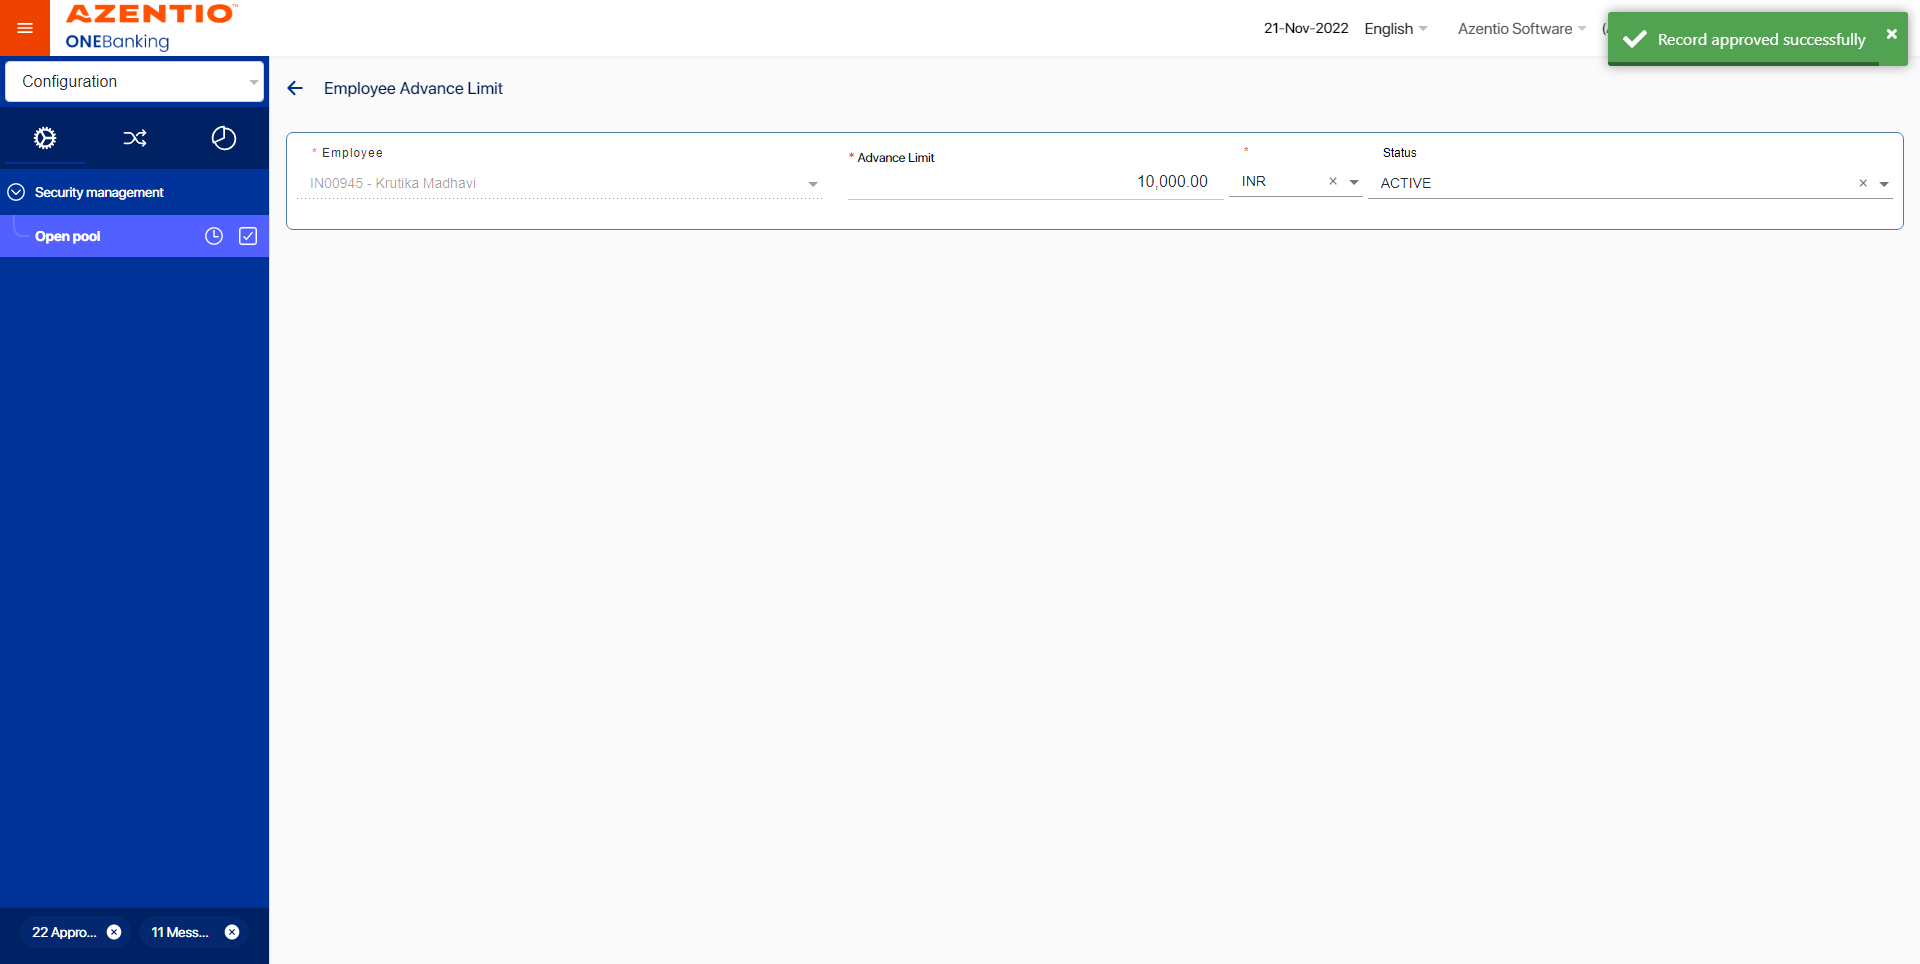 AZENTIO™
ONEBanking
21-Nov-2022
English
Azentio Software
Record approved successfully
Configuration
Employee Advance Limit
* Employee
IN00945 - Krutika Madhavi
* Advance Limit
10,000.00
*
INR
Status
ACTIVE
Security management
Open pool
22 Appro...
11 Mess...